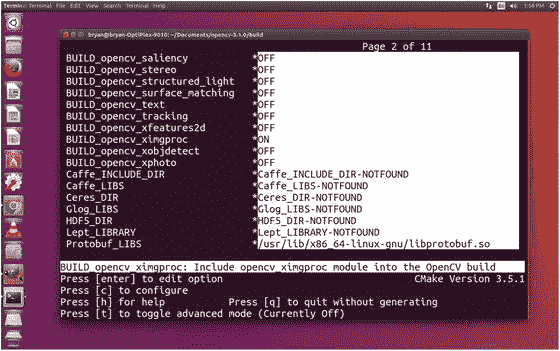 Terminal Terminal File Edit View Search Terminal Help En 1:58 PM
bryan@bryan-OptiPlex-9010: ~/Documents/opencv-3.1.0/build
Page 2 of 11
BUILD_opencv_saliency *OFF
BUILD_opencv_stereo *OFF
BUILD_opencv_structured_light *OFF
BUILD_opencv_surface_matching *OFF
BUILD_opencv_text *OFF
BUILD_opencv_tracking *OFF
BUILD_opencv_xfeatures2d *OFF
BUILD_opencv_ximgproc *ON
BUILD_opencv_xobjdetect *OFF
BUILD_opencv_xphoto *OFF
Caffe_INCLUDE_DIR *Caffe_INCLUDE_DIR-NOTFOUND
Caffe_LIBS *Caffe_LIBS-NOTFOUND
Ceres_DIR *Ceres_DIR-NOTFOUND
Glog_LIBS *Glog_LIBS-NOTFOUND
HDF5_DIR *HDF5_DIR-NOTFOUND
Lept_LIBRARY *Lept_LIBRARY-NOTFOUND
Protobuf_LIBS */usr/lib/x86_64-linux-gnu/libprotobuf.so
BUILD_opencv_ximgproc: Include opencv_ximgproc module into the OpenCV build
Press [enter] to edit option CMake Version 3.5.1
Press [c] to configure
Press [h] for help Press [q] to quit without generating
Press [t] to toggle advanced mode (Currently Off)